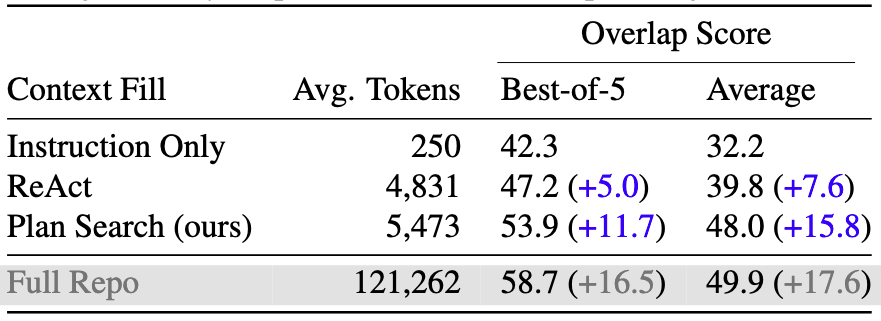 Overlap Score
Context Fill Avg. Tokens Best-of-5 Average
Instruction Only 250 42.3 32.2
ReAct 4,831 47.2 (+5.0) 39.8 (+7.6)
Plan Search (ours) 5,473 53.9 (+11.7) 48.0 (+15.8)
Full Repo 121,262 58.7 (+16.5) 49.9 (+17.6)